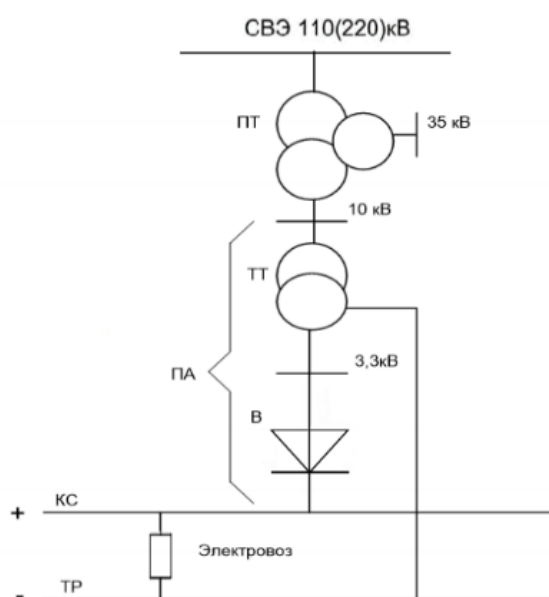 СВЭ 110(220)кВ
ПТ
35 кВ
10 кВ
ТТ
3,3кВ
ПА
В
+ КС
Электровоз
- ТР